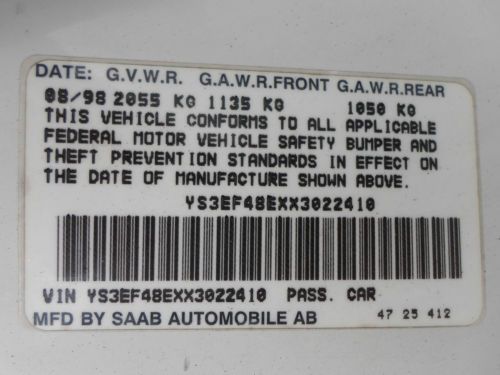 DATE: G.V.W.R. G.A.W.R.FRONT G.A.W.R.REAR
08/98 2055 KG 1135 KG 1050 KG
THIS VEHICLE CONFORMS TO ALL APPLICABLE
FEDERAL MOTOR VEHICLE SAFETY BUMPER AND
THEFT PREVENTION STANDARDS IN EFFECT ON
THE DATE OF MANUFACTURE SHOWN ABOVE.
YS3EF48EXX3022410
VIN YS3EF48EXX3022410 PASS. CAR
MFD BY SAAB AUTOMOBILE AB 47 25 412